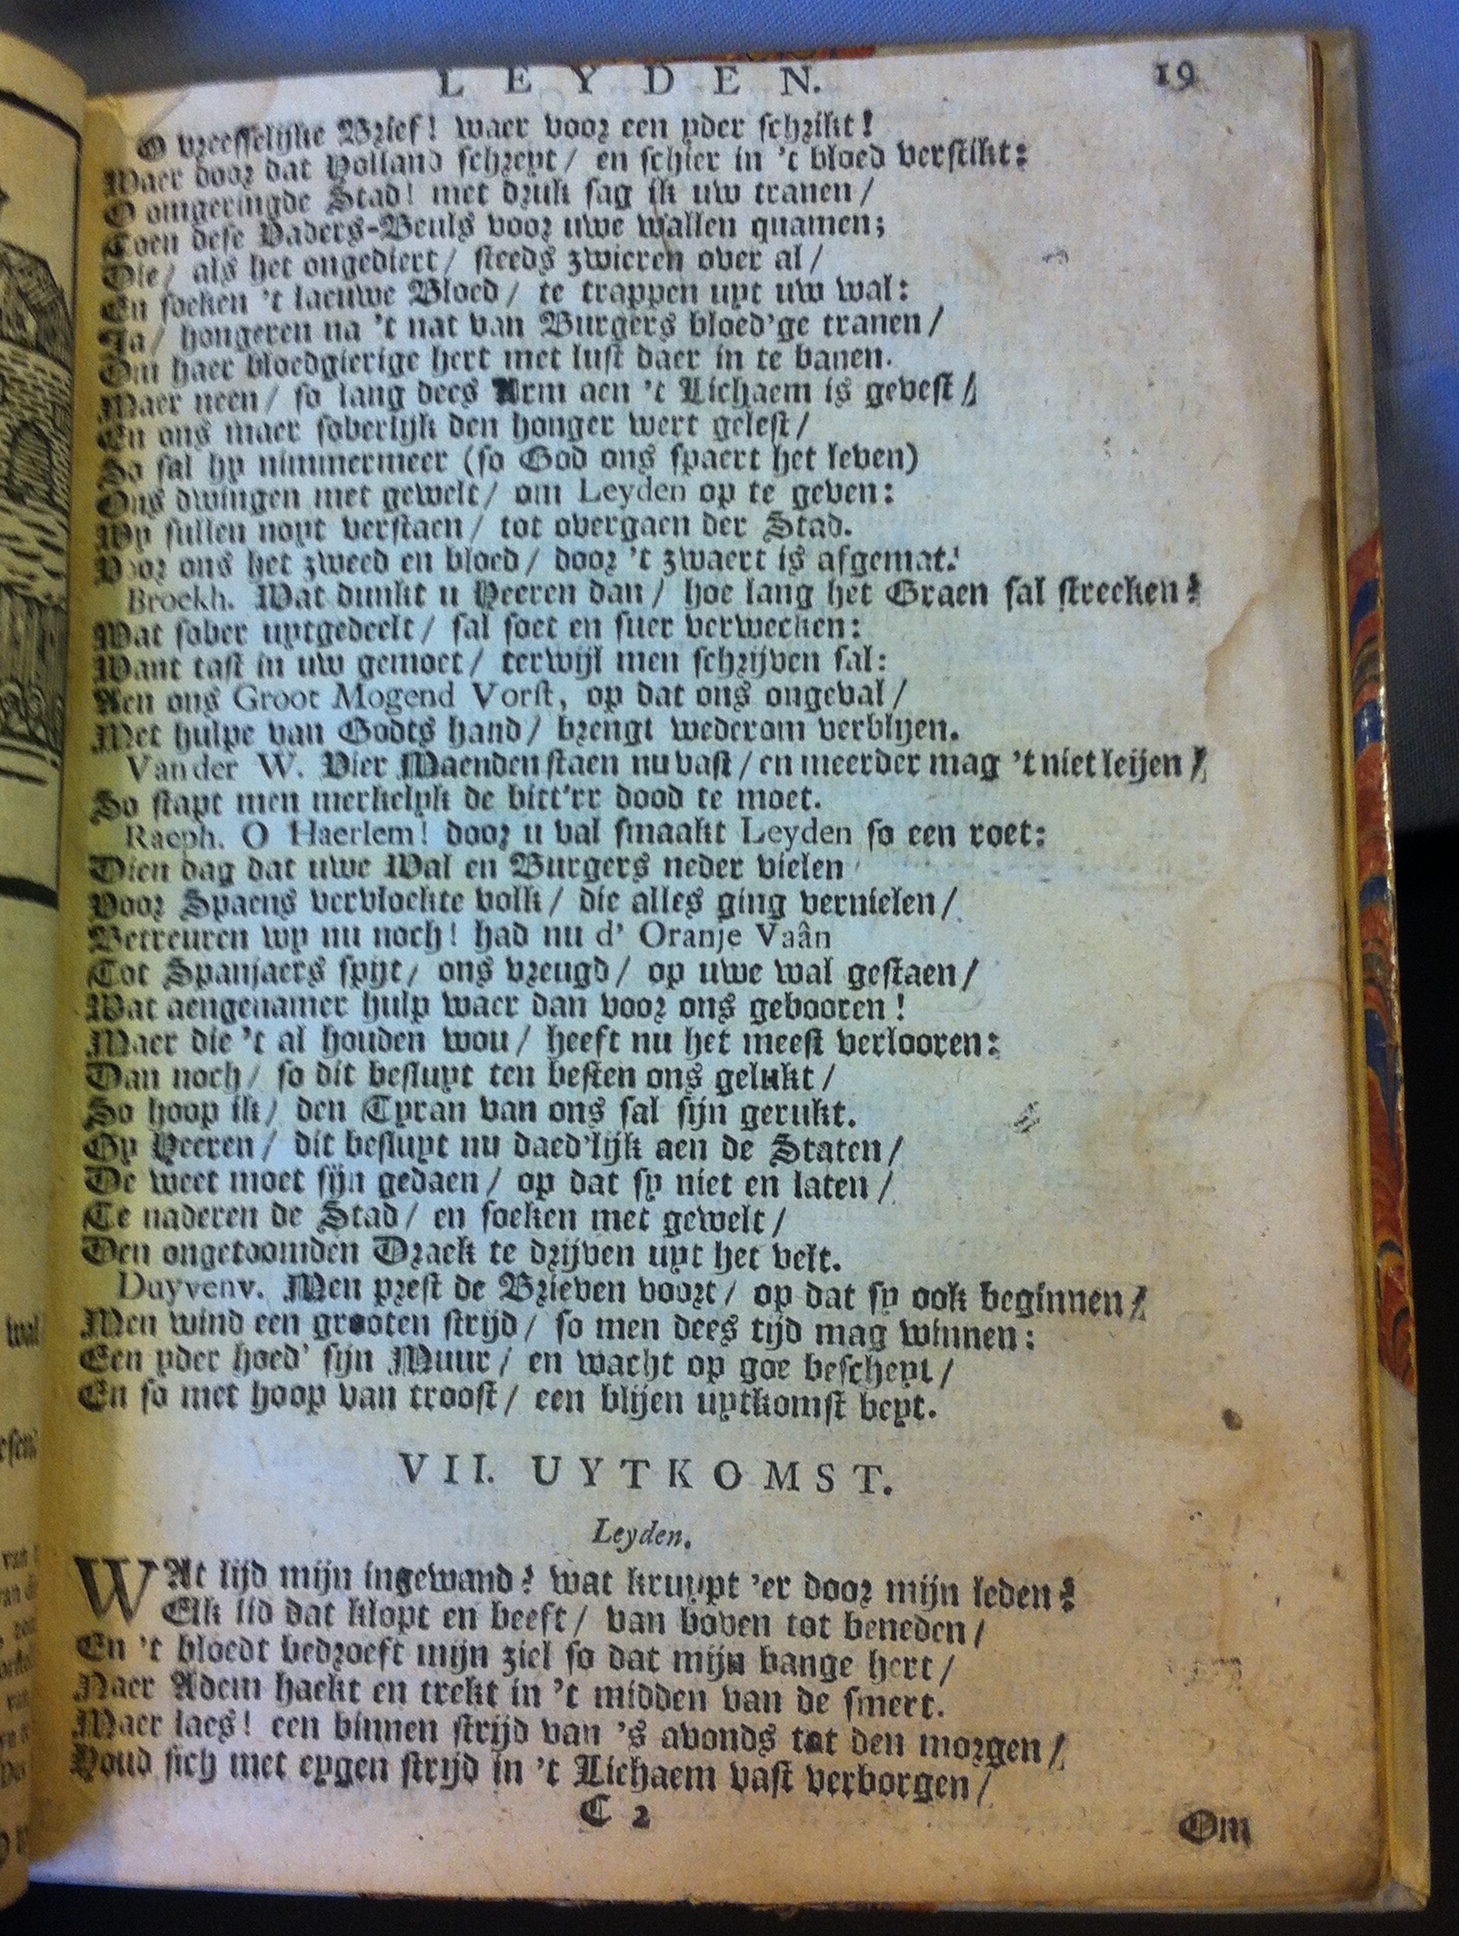 LEYDEN. 19
O vreesselijke Brief! waer voor een yder schrikt!
Waer door dat Holland schreyt/ en schier in 't bloed verstikt:
O omgeringde Stad! met druk sag ik uw tranen/
Toen dese Vaders-Beuls voor uwe wallen quamen;
Die/ als het ongediert/ steeds zwieren over al/
En soeken 't laeuwe Bloed/ te trappen uyt uw wal:
Ja/ hongeren na 't nat van Burgers bloed'ge tranen/
Om haer bloedgierige hert met lust daer in te banen.
Maer neen/ so lang dees Arm aen 't Lichaem is gevest/
En ons maer soberlijk den honger wert gelest/
So sal hy nimmermeer (so God ons spaert het leven)
Ons dwingen met gewelt/ om Leyden op te geven:
Wy sullen noyt verstaen/ tot overgaen der Stad.
Voor ons het zweed en bloed/ door 't zwaert is afgemat.
Broekh. Wat dunkt u Heeren dan/ hoe lang het Graen sal strecken?
Wat sober uytgedeelt/ sal soet en suer verwecken:
Want tast in uw gemoet/ terwijl men schrijven sal:
Aen ons Groot Mogend Vorst, op dat ons ongeval/
Met hulpe van Godts hand/ brengt wederom verblijen.
Van der W. Vier Maenden staen nu vast/ en meerder mag 't niet leijen/
So stapt men merkelyk de bitt'rr dood te moet.
Raeph. O Haerlem! door u val smaakt Leyden so een roet:
Dien dag dat uwe Wal en Burgers neder vielen
Voor Spaens vervloekte volk/ die alles ging vernielen/
Betreuren wy nu noch! had nu d' Oranje Vaân
Tot Spanjaers spijt/ ons vreugd/ op uwe wal gestaen/
Wat aengenamer hulp waer dan voor ons gebooren!
Maer die 't al houden wou/ heeft nu het meest verlooren:
Dan noch/ so dit besluyt ten besten ons gelukt/
So hoop ik/ den Tyran van ons sal sijn gerukt.
Gy Heeren/ dit besluyt nu daed'lijk aen de Staten/
De weet moet sijn gedaen/ op dat sy niet en laten/
Te naderen de Stad/ en soeken met gewelt/
Den ongetoomden Draek te drijven uyt het velt.
Duyvenv. Men prest de Brieven voort/ op dat sy ook beginnen/
Men wind een grooten strijd/ so men dees tijd mag winnen:
Een yder hoed' sijn Muur/ en wacht op goe bescheyt/
En so met hoop van troost/ een blijen uytkomst beyt.
VII. UYTKOMST.
Leyden.
WAt lijd mijn ingewand? wat kruypt 'er door mijn leden?
Elk lid dat klopt en beeft/ van boven tot beneden/
En 't bloedt bedroeft mijn ziel so dat mijn bange hert/
Naer Adem haekt en trekt in 't midden van de smert.
Maer laes! een binnen strijd van 's avonds tot den morgen/
Houd sich met eygen strijd in 't Lichaem vast verborgen/
C 2 Om